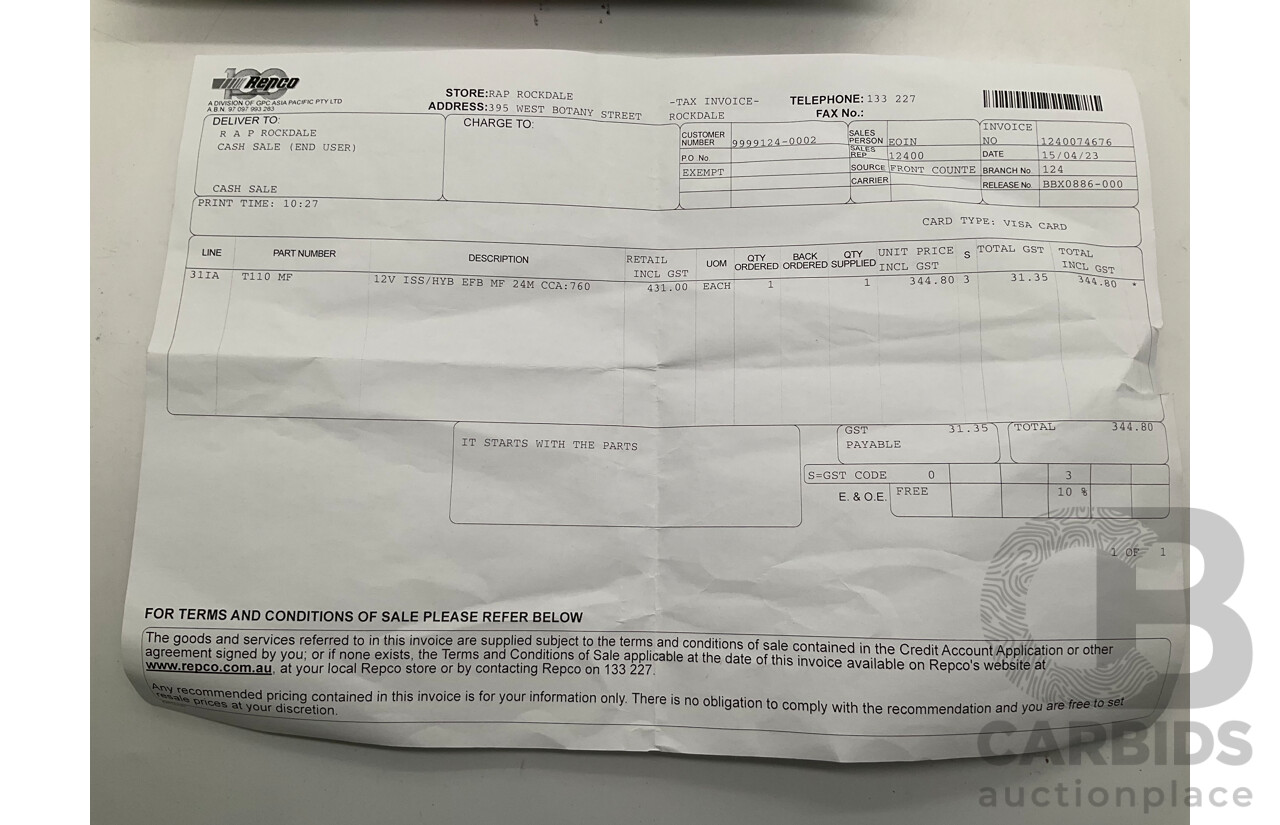 100 Repco
A DIVISION OF GPC ASIA PACIFIC PTY LTD
A.B.N. 97 097 993 283
STORE:RAP ROCKDALE
ADDRESS:395 WEST BOTANY STREET ROCKDALE
-TAX INVOICE-
TELEPHONE: 133 227
FAX No.:
DELIVER TO:
R A P ROCKDALE
CASH SALE (END USER)
CASH SALE
CHARGE TO:
CUSTOMER NUMBER 9999124-0002
P.O No.
EXEMPT
SALES PERSON EOIN
SALES REP 12400
SOURCE FRONT COUNTE
CARRIER
INVOICE NO 1240074676
DATE 15/04/23
BRANCH No. 124
RELEASE No. BBX0886-000
PRINT TIME: 10:27
CARD TYPE: VISA CARD
LINE PART NUMBER DESCRIPTION RETAIL INCL GST UOM QTY ORDERED BACK ORDERED QTY SUPPLIED UNIT PRICE INCL GST S TOTAL GST TOTAL INCL GST
31IA T110 MF 12V ISS/HYB EFB MF 24M CCA:760 431.00 EACH 1 1 344.80 3 31.35 344.80 *
IT STARTS WITH THE PARTS
GST PAYABLE 31.35
TOTAL 344.80
S=GST CODE 0 3
E. & O.E. FREE 10 %
1 OF 1
FOR TERMS AND CONDITIONS OF SALE PLEASE REFER BELOW
The goods and services referred to in this invoice are supplied subject to the terms and conditions of sale contained in the Credit Account Application or other
agreement signed by you; or if none exists, the Terms and Conditions of Sale applicable at the date of this invoice available on Repco's website at
www.repco.com.au, at your local Repco store or by contacting Repco on 133 227.
Any recommended pricing contained in this invoice is for your information only. There is no obligation to comply with the recommendation and you are free to set
resale prices at your discretion.
CB
CARBIDS
auctionplace